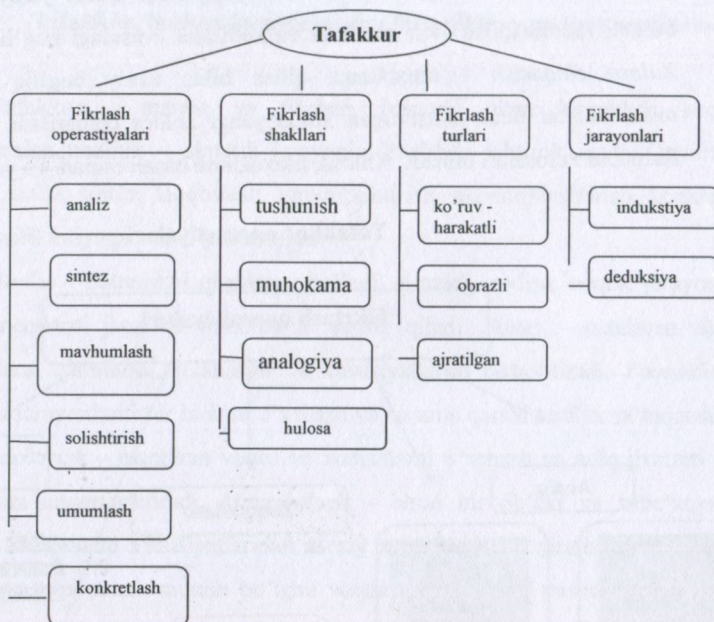 Tafakkur
Fikrlash
operatsiyalari
analiz
sintez
mavhumlash
solishtirish
umumlash
konkretlash
Fikrlash
shakllari
tushunish
muhokama
analogiya
hulosa
Fikrlash
turlari
ko'ruv -
harakatli
obrazli
ajratilgan
Fikrlash
jarayonlari
indukstiya
deduksiya